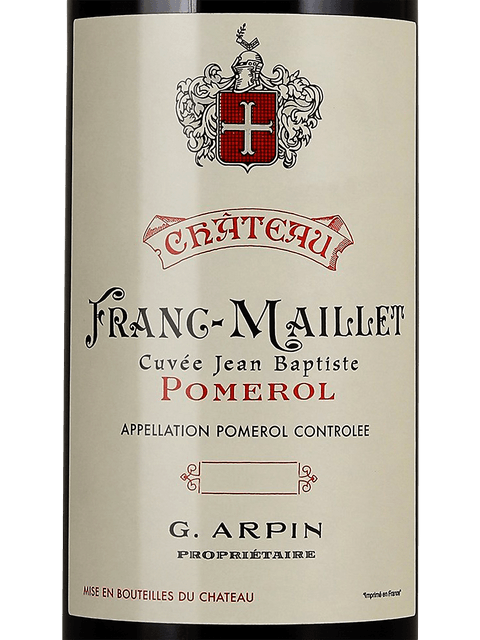 CHÂTEAU
FRANC-MAILLET
Cuvée Jean Baptiste
POMEROL
APPELLATION POMEROL CONTROLEE
G. ARPIN
PROPRIÉTAIRE
MISE EN BOUTEILLES DU CHATEAU
"Imprimé en France"